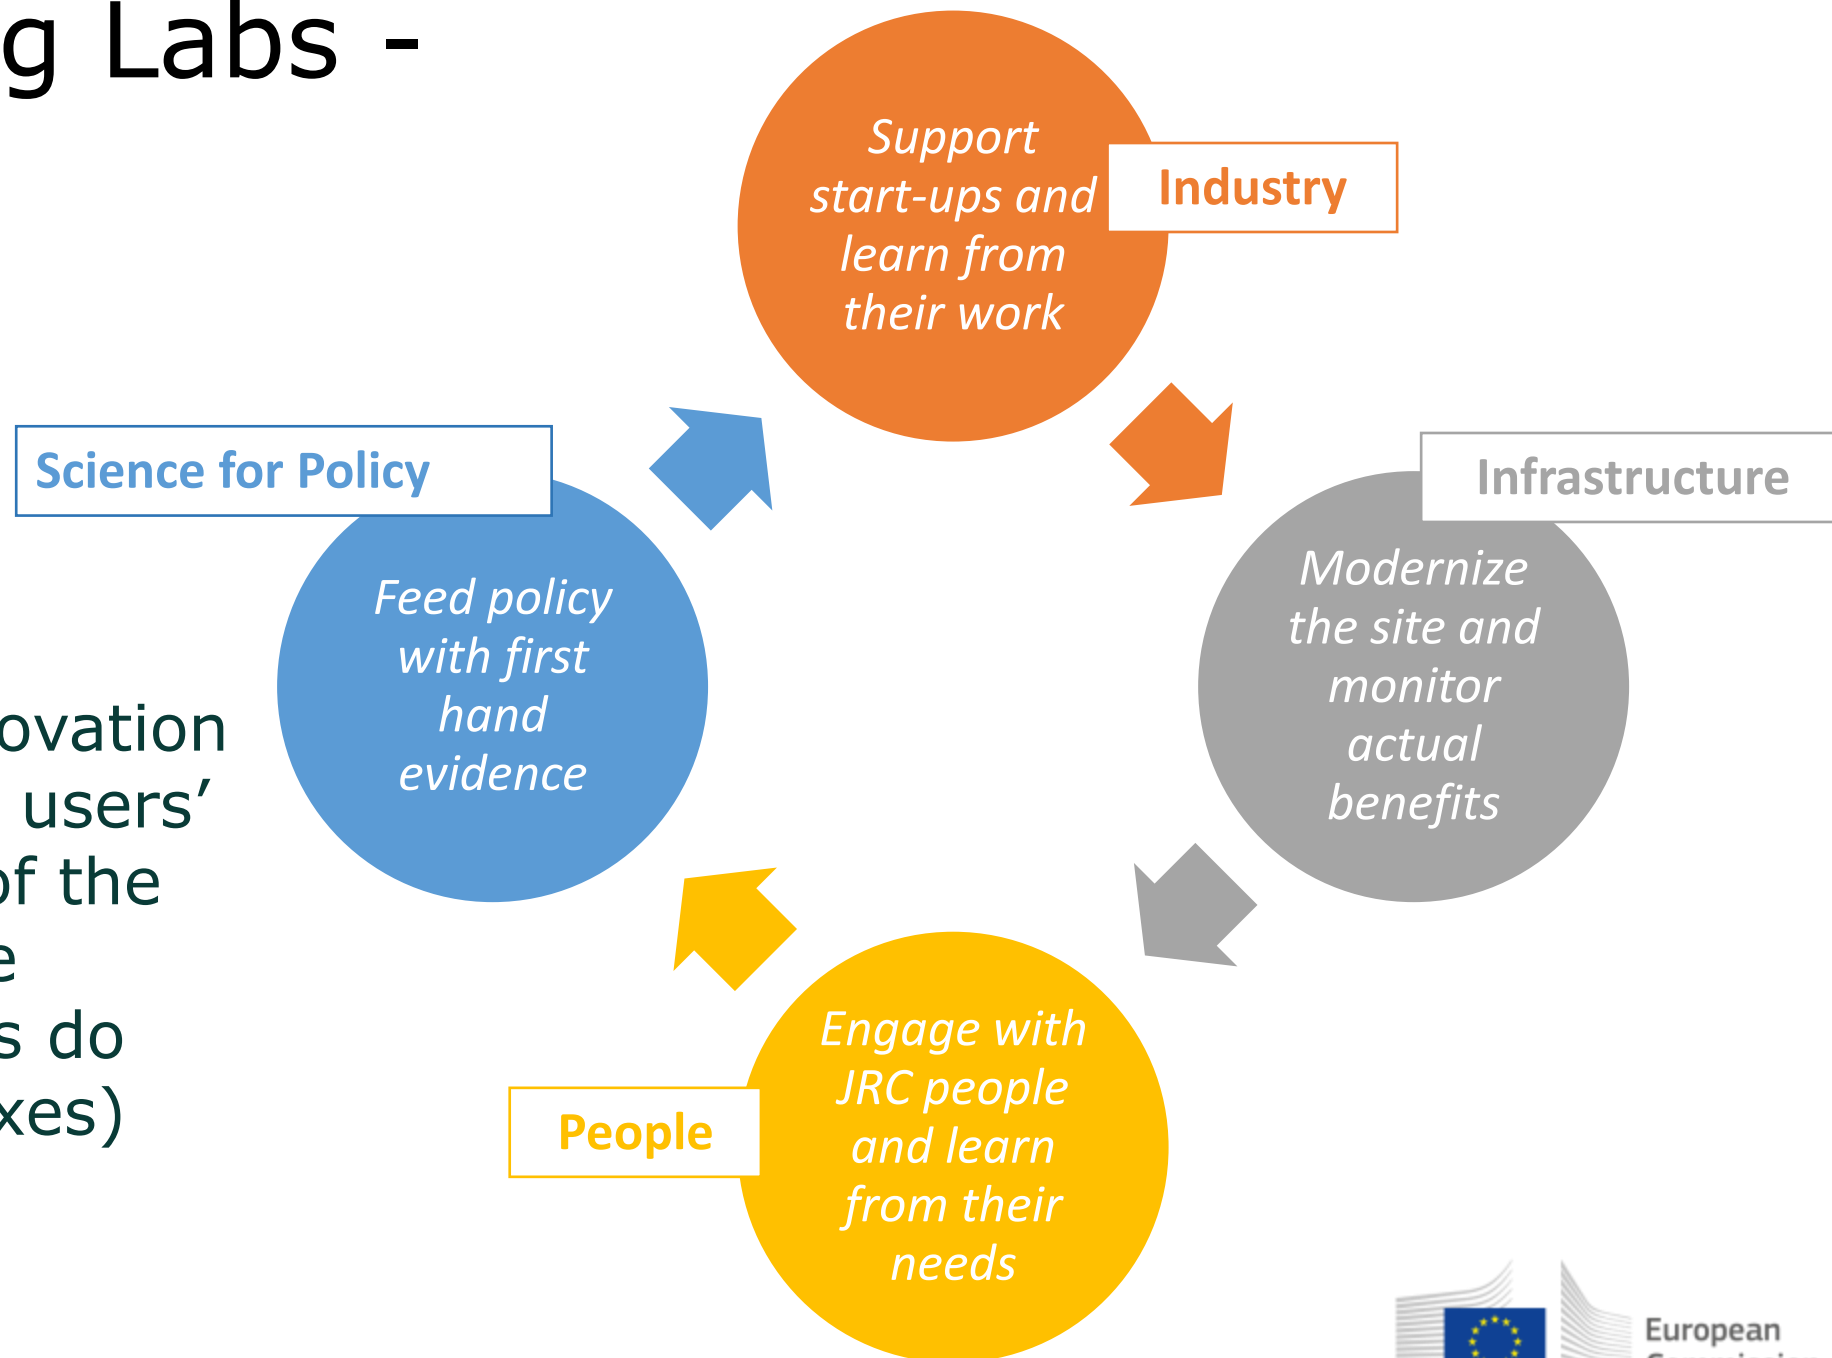 g Labs -
Support
start-ups and
learn from
their work
Industry
Science for Policy
Infrastructure
Feed policy
with first
hand
evidence
Modernize
the site and
monitor
actual
benefits
ovation
users’
of the
e
s do
xes)
Engage with
JRC people
and learn
from their
needs
People
European